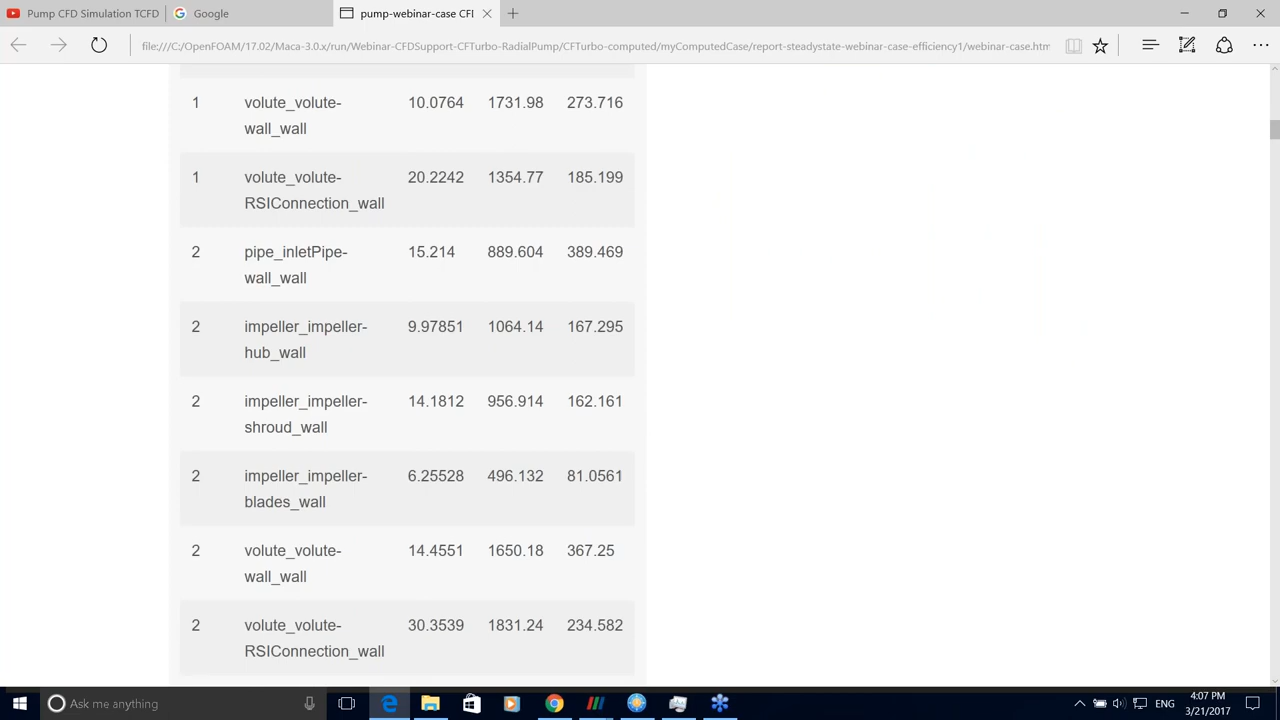 Pump CFD Simulation TCFD
Google
pump-webinar-case CFI
file:///C:/OpenFOAM/17.02/Maca-3.0.x/run/Webinar-CFDSupport-CFTurbo-RadialPump/CFTurbo-computed/myComputedCase/report-steadystate-webinar-case-efficiency1/webinar-case.htm
1 volute_volute- 10.0764 1731.98 273.716
wall_wall
1 volute_volute- 20.2242 1354.77 185.199
RSIConnection_wall
2 pipe_inletPipe- 15.214 889.604 389.469
wall_wall
2 impeller_impeller- 9.97851 1064.14 167.295
hub_wall
2 impeller_impeller- 14.1812 956.914 162.161
shroud_wall
2 impeller_impeller- 6.25528 496.132 81.0561
blades_wall
2 volute_volute- 14.4551 1650.18 367.25
wall_wall
2 volute_volute- 30.3539 1831.24 234.582
RSIConnection_wall
Ask me anything
ENG
4:07 PM
3/21/2017